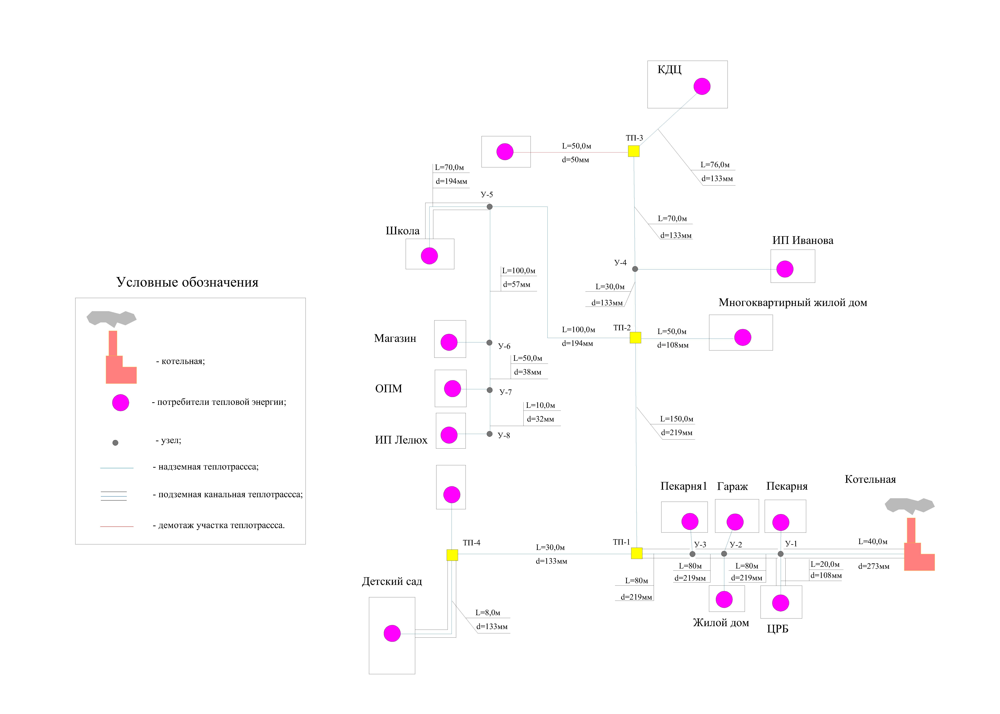 КДЦ
ТП-3
L=50,0м
d=50мм
L=76,0м
d=133мм
L=70,0м
d=194мм
У-5
L=70,0м
d=133мм
Школа
ИП Иванова
У-4
L=100,0м
d=57мм
L=30,0м
d=133мм
Условные обозначения
- котельная;
- потребители тепловой энергии;
- узел;
- надземная теплотрассса;
- подземная канальная теплотрассса;
- демотаж участка теплотрассса.
Многоквартирный жилой дом
ТП-2
L=100,0м
d=194мм
L=50,0м
d=108мм
Магазин
У-6
L=50,0м
d=38мм
ОПМ
У-7
L=10,0м
d=32мм
ИП Лелюх
У-8
L=150,0м
d=219мм
Котельная
Пекарня1
Гараж
Пекарня
ТП-4
L=30,0м
d=133мм
ТП-1
У-3
У-2
У-1
L=40,0м
d=273мм
L=80м
d=219мм
L=80м
d=219мм
L=20,0м
d=108мм
L=80м
d=219мм
Детский сад
L=8,0м
d=133мм
Жилой дом
ЦРБ